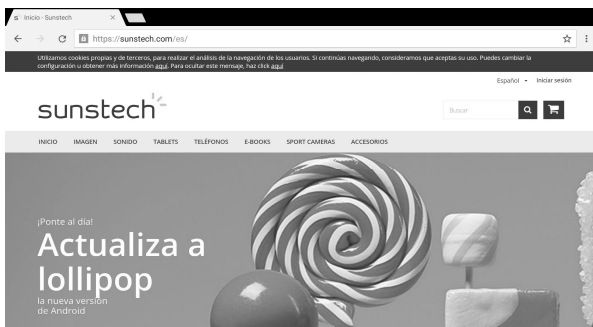 Inicio - Sunstech
https://sunstech.com/es/
Utilizamos cookies propias y de terceros, para realizar el análisis de la navegación de los usuarios. Si continúas navegando, consideramos que aceptas su uso. Puedes cambiar la
configuración u obtener más información aquí. Para ocultar este mensaje, haz click aquí
Español Iniciar sesión
sunstech
Buscar
INICIO IMAGEN SONIDO TABLETS TELÉFONOS E-BOOKS SPORT CAMERAS ACCESORIOS
¡Ponte al día!
Actualiza a
lollipop
la nueva versión
de Android